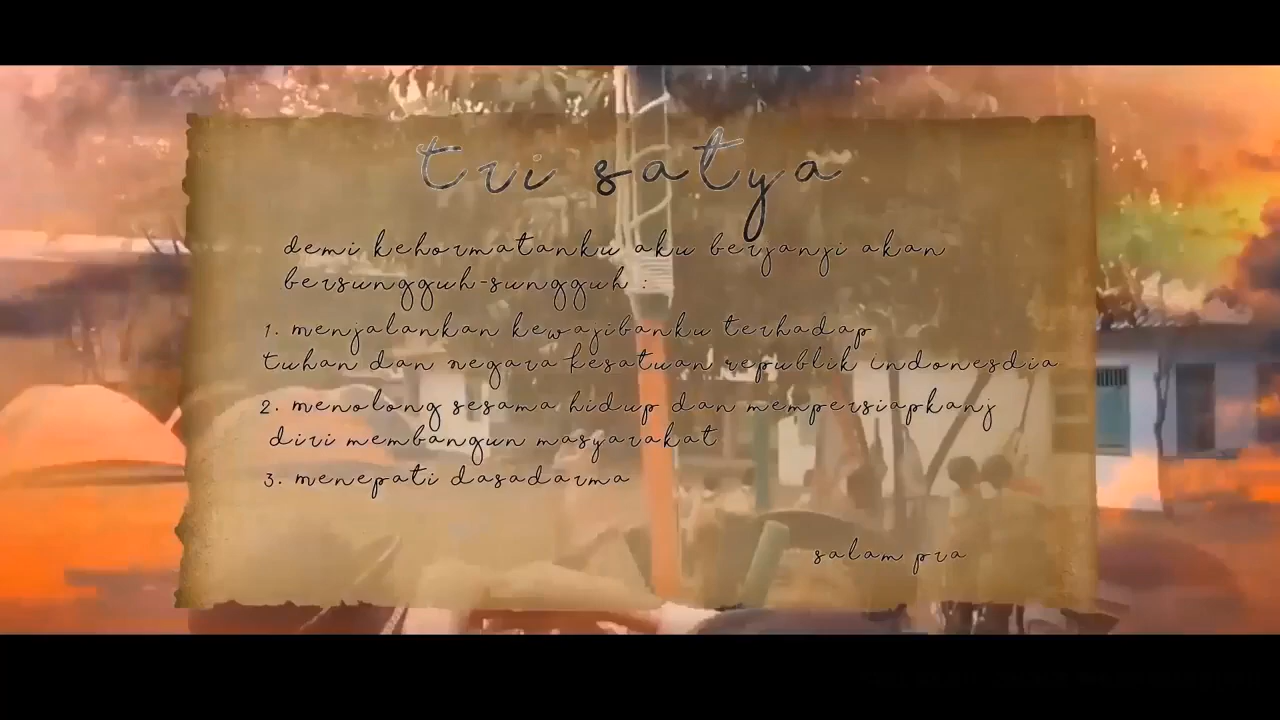 tri satya
demi kehormatanku aku berjanji akan
bersungguh-sungguh :
1. menjalankan kewajibanku terhadap
tuhan dan negara kesatuan republik indonesdia
2. menolong sesama hidup dan mempersiapkanj
diri membangun masyarakat
3. menepati dasadarma
salam pra